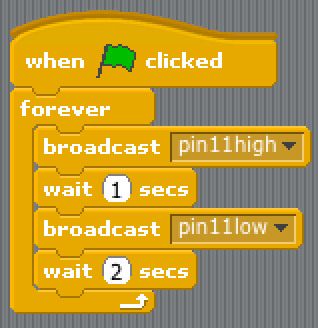 when clicked
forever
broadcast pin11high
wait 1 secs
broadcast pin11low
wait 2 secs